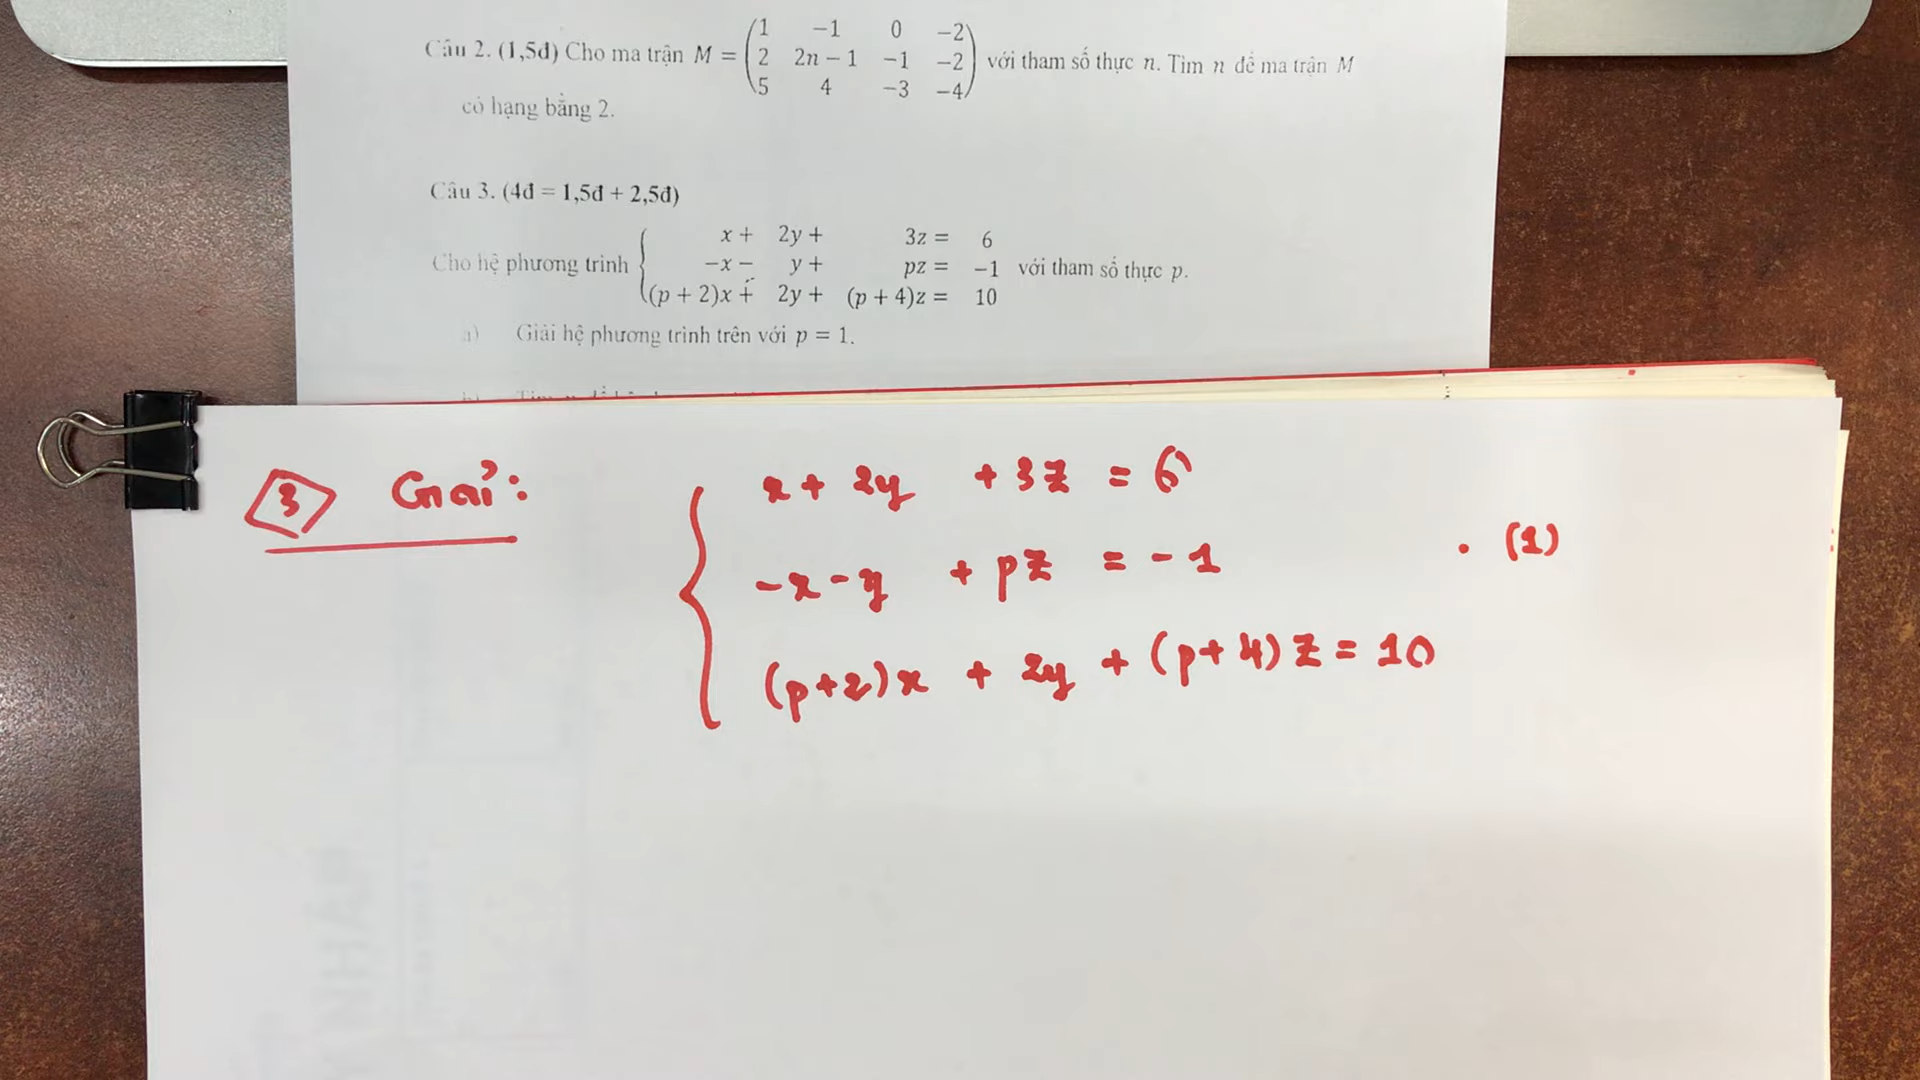 Câu 2. (1,5đ) Cho ma trận M = (1 -1 0 -2; 2 2n − 1 -1 -2; 5 4 -3 -4) với tham số thực n. Tìm n để ma trận M
có hạng bằng 2.
Câu 3. (4đ = 1,5đ + 2,5đ)
Cho hệ phương trình { x + 2y + 3z = 6
−x − y + pz = −1 với tham số thực p.
(p + 2)x + 2y + (p + 4)z = 10
a) Giải hệ phương trình trên với p = 1.
3 Giải:
x + 2y + 3z = 6
-x - y + pz = -1 . (1)
(p+2)x + 2y + (p+4)z = 10